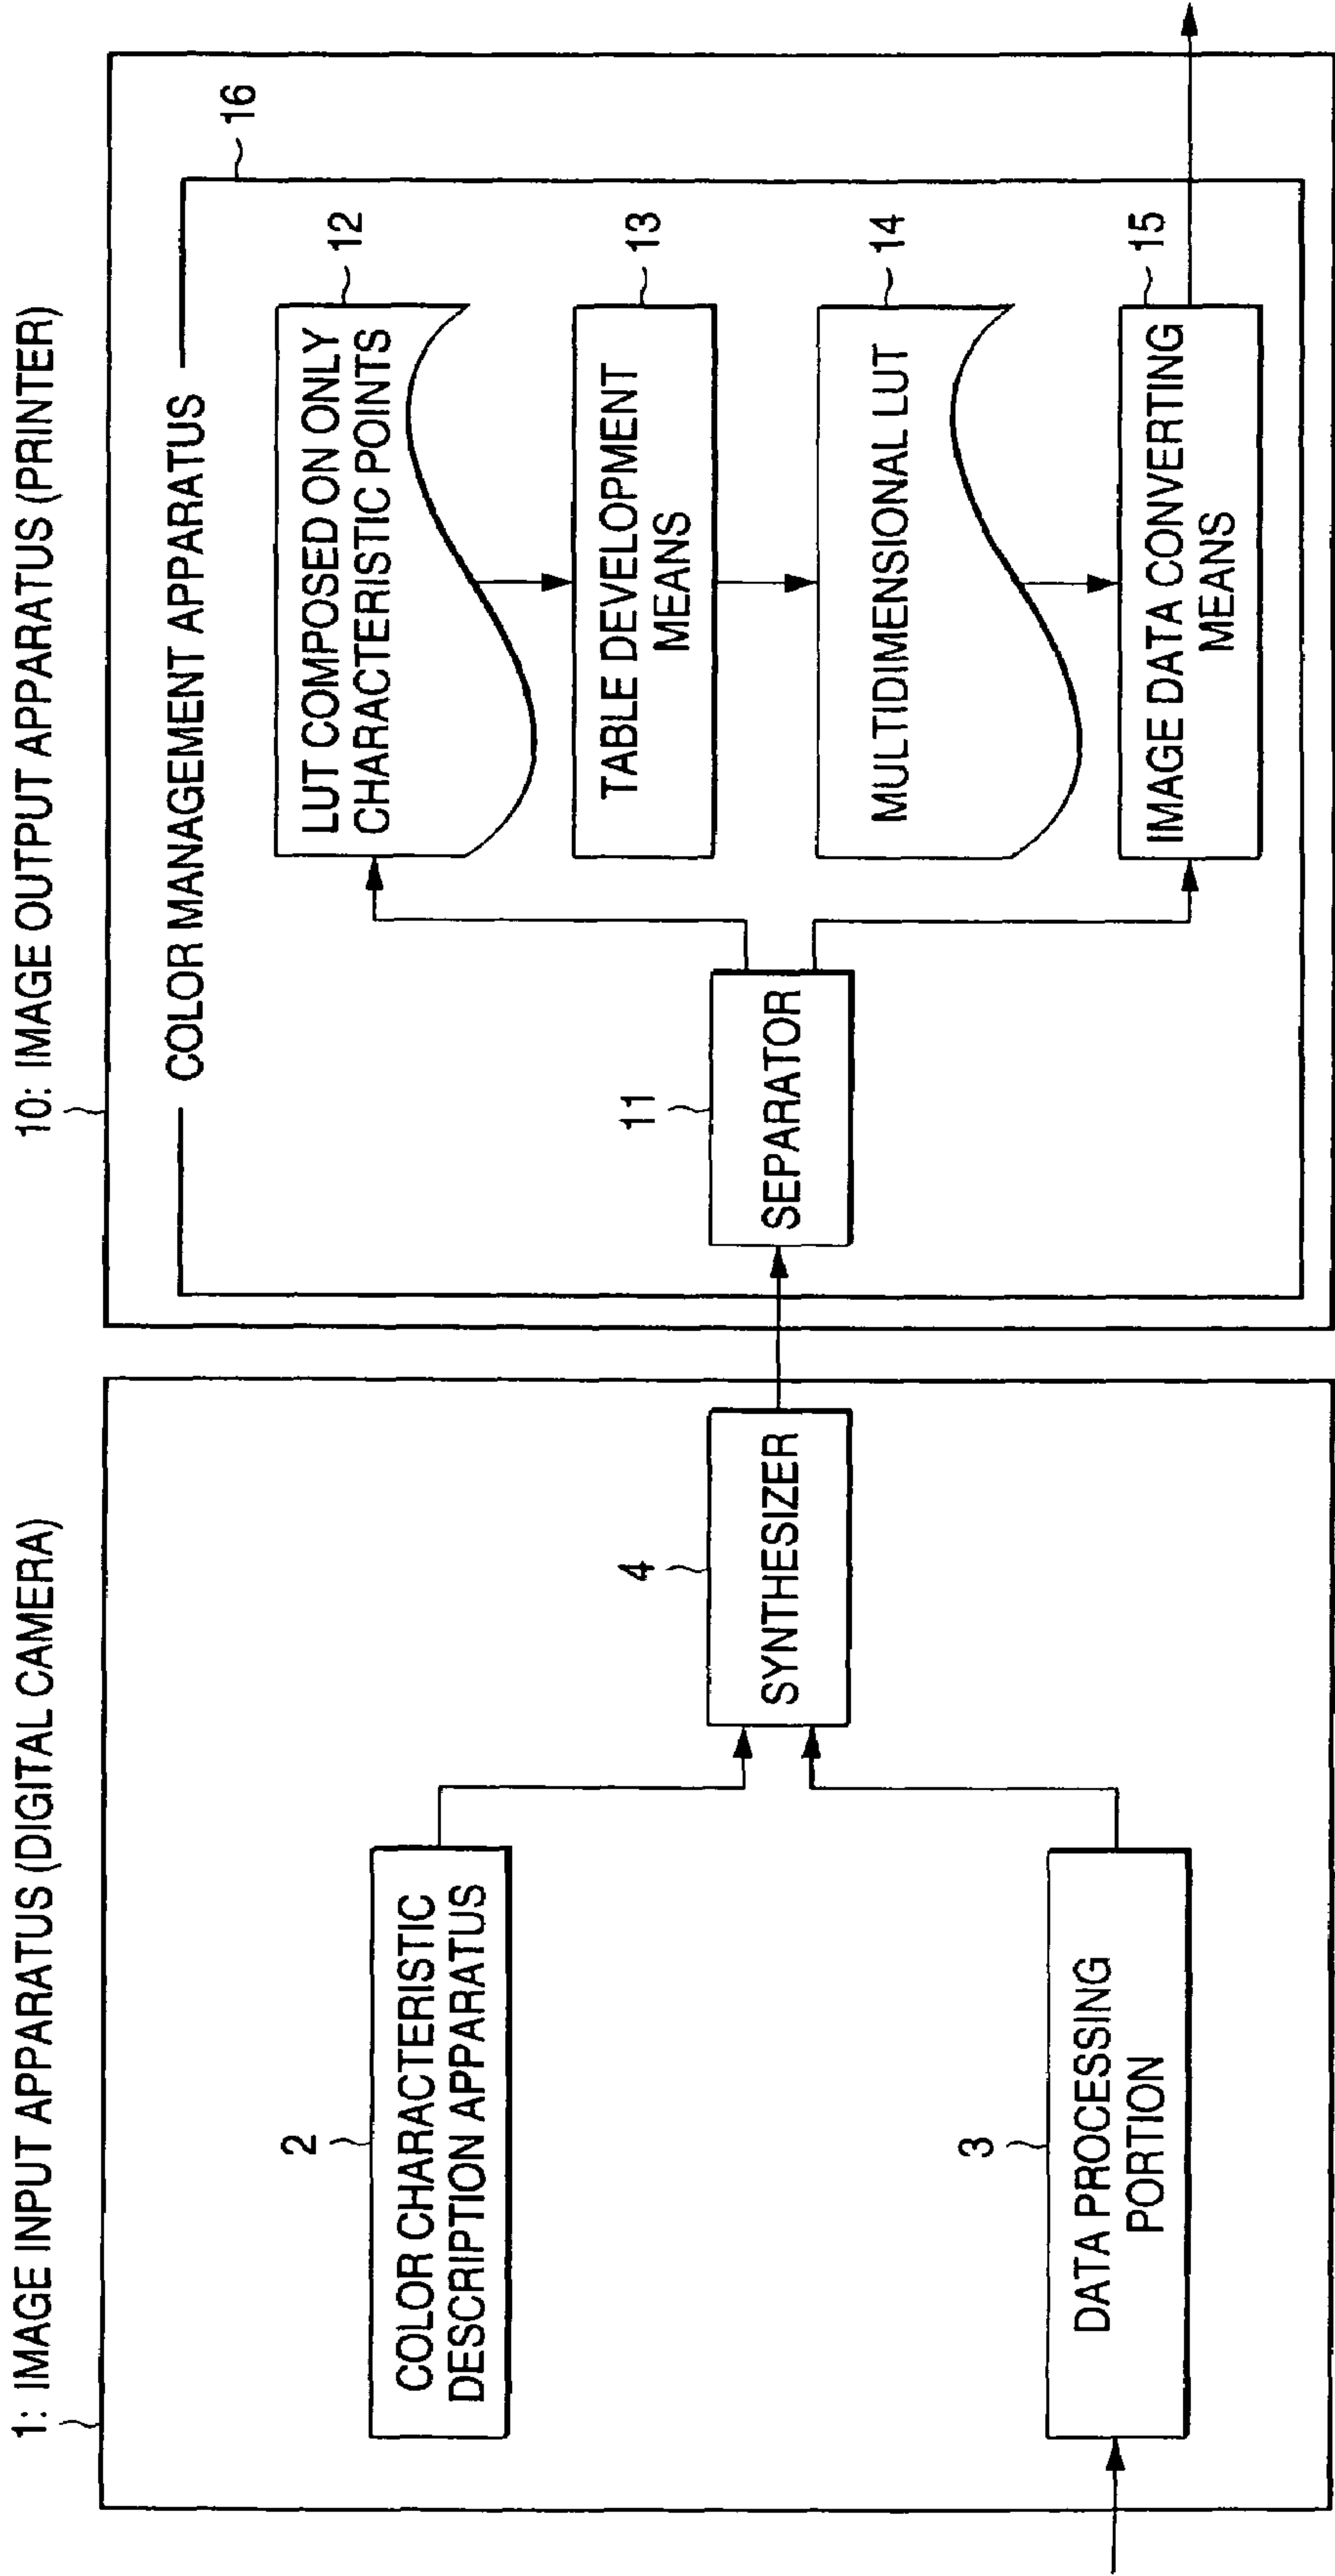 1: IMAGE INPUT APPARATUS (DIGITAL CAMERA)
2
COLOR CHARACTERISTIC
DESCRIPTION APPARATUS
3
DATA PROCESSING
PORTION
4
SYNTHESIZER
10: IMAGE OUTPUT APPARATUS (PRINTER)
COLOR MANAGEMENT APPARATUS
16
11
SEPARATOR
LUT COMPOSED ON ONLY
CHARACTERISTIC POINTS
12
TABLE DEVELOPMENT
MEANS
13
MULTIDIMENSIONAL LUT
14
IMAGE DATA CONVERTING
MEANS
15